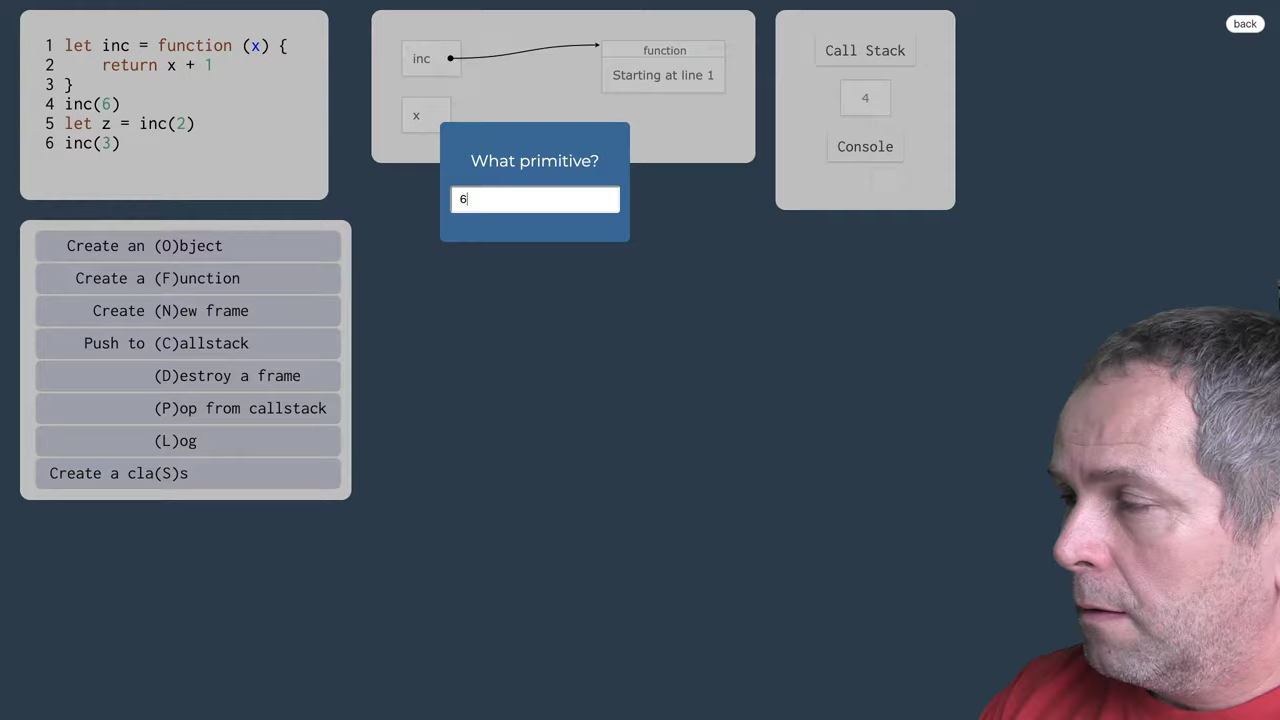 back
1 let inc = function (x) {
2     return x + 1
3 }
4 inc(6)
5 let z = inc(2)
6 inc(3)
inc
function
Starting at line 1
x
Call Stack
4
Console
What primitive?
6
Create an (O)bject
Create a (F)unction
Create (N)ew frame
Push to (C)allstack
(D)estroy a frame
(P)op from callstack
(L)og
Create a cla(S)s